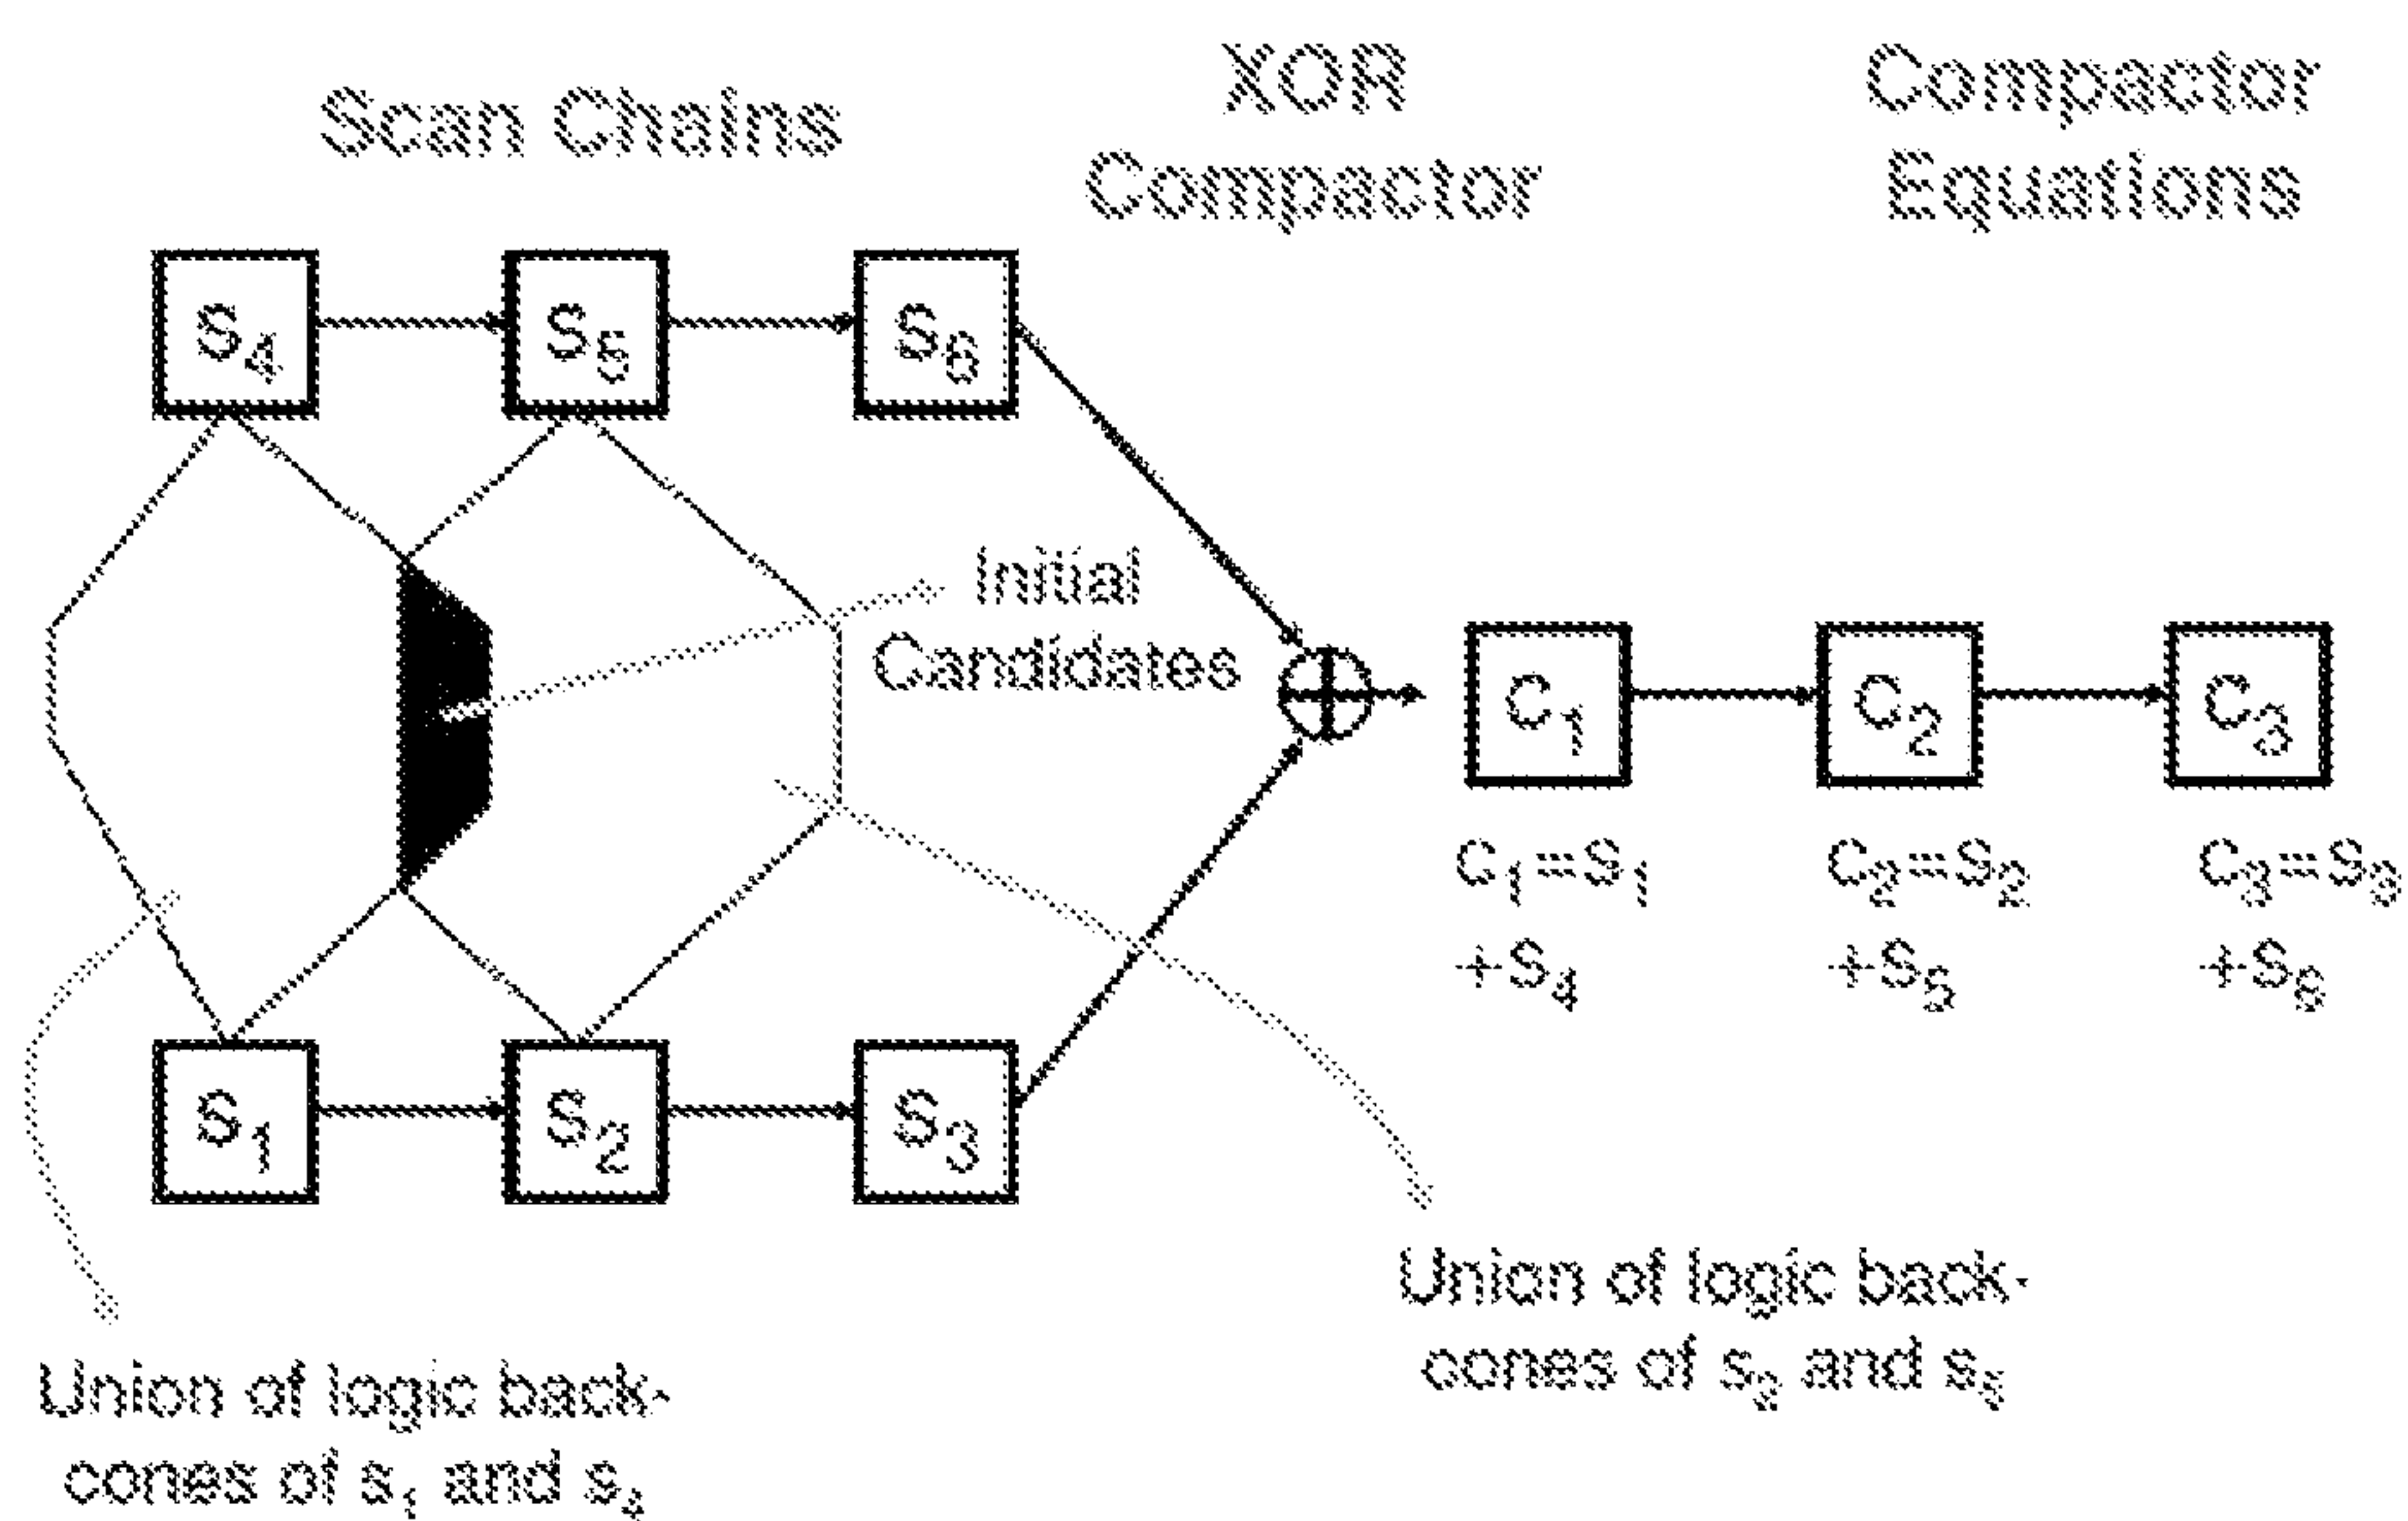 Scan Chains
XOR
Compactor
Compactor
Equations
S4
S5
S6
Initial
Candidates
C1
C2
C3
C1=S1
+S4
C2=S2
+S5
C3=S3
+S6
S1
S2
S3
Union of logic back-
cones of s2 and s5
Union of logic back-
cones of s1 and s4